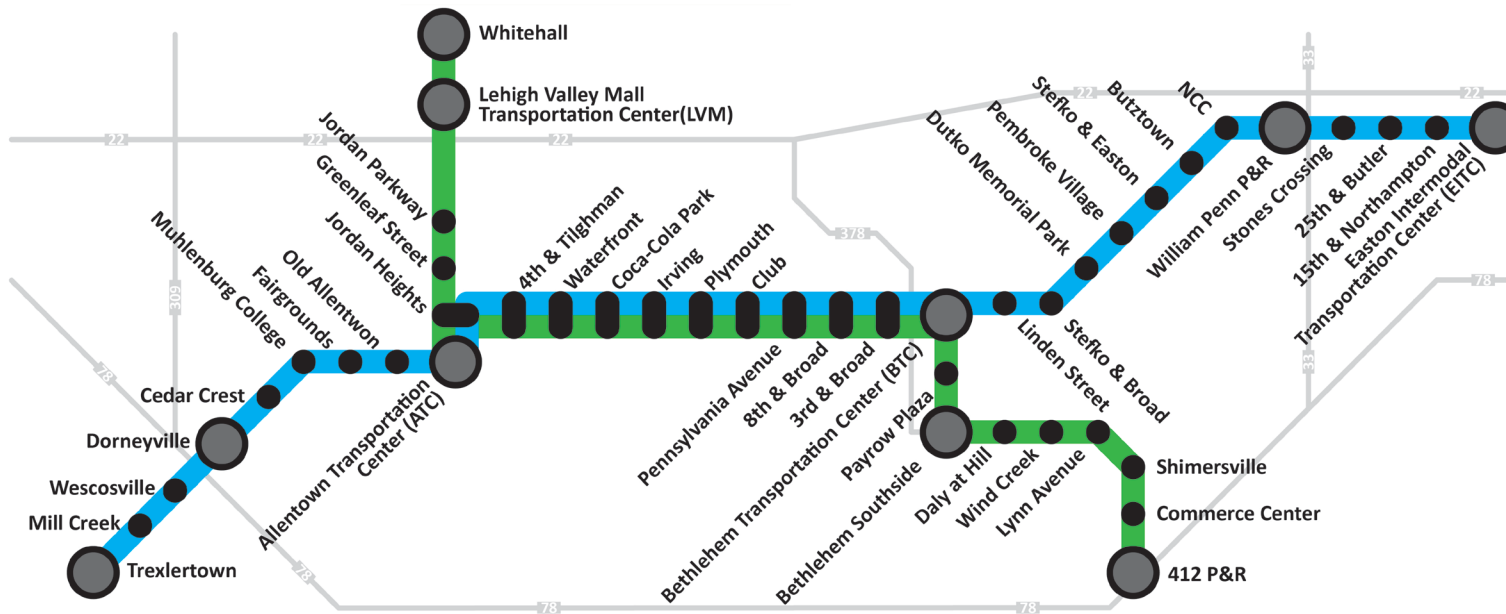 Whitehall
Lehigh Valley Mall
Transportation Center(LVM)
Jordan Parkway
Greenleaf Street
Jordan Heights
Muhlenburg College
Fairgrounds
Old Allentwon
Cedar Crest
Dorneyville
Wescosville
Mill Creek
Trexlertown
Allentown Transportation
Center (ATC)
4th & Tilghman
Waterfront
Coca-Cola Park
Irving
Plymouth
Club
Pennsylvania Avenue
8th & Broad
3rd & Broad
Bethlehem Transportation Center (BTC)
Payrow Plaza
Bethlehem Southside
Daly at Hill
Wind Creek
Lynn Avenue
Shimersville
Commerce Center
412 P&R
Linden Street
Stefko & Broad
Dutko Memorial Park
Pembroke Village
Stefko & Easton
Butztown
NCC
William Penn P&R
Stones Crossing
25th & Butler
15th & Northampton
Easton Intermodal
Transportation Center (EITC)
22
22
22
22
22
33
33
309
378
78
78
78
78
78